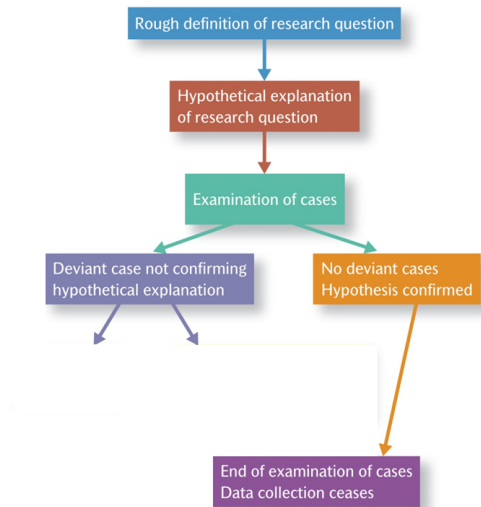 Rough definition of research question
Hypothetical explanation
of research question
Examination of cases
Deviant case not confirming
hypothetical explanation
No deviant cases
Hypothesis confirmed
End of examination of cases
Data collection ceases